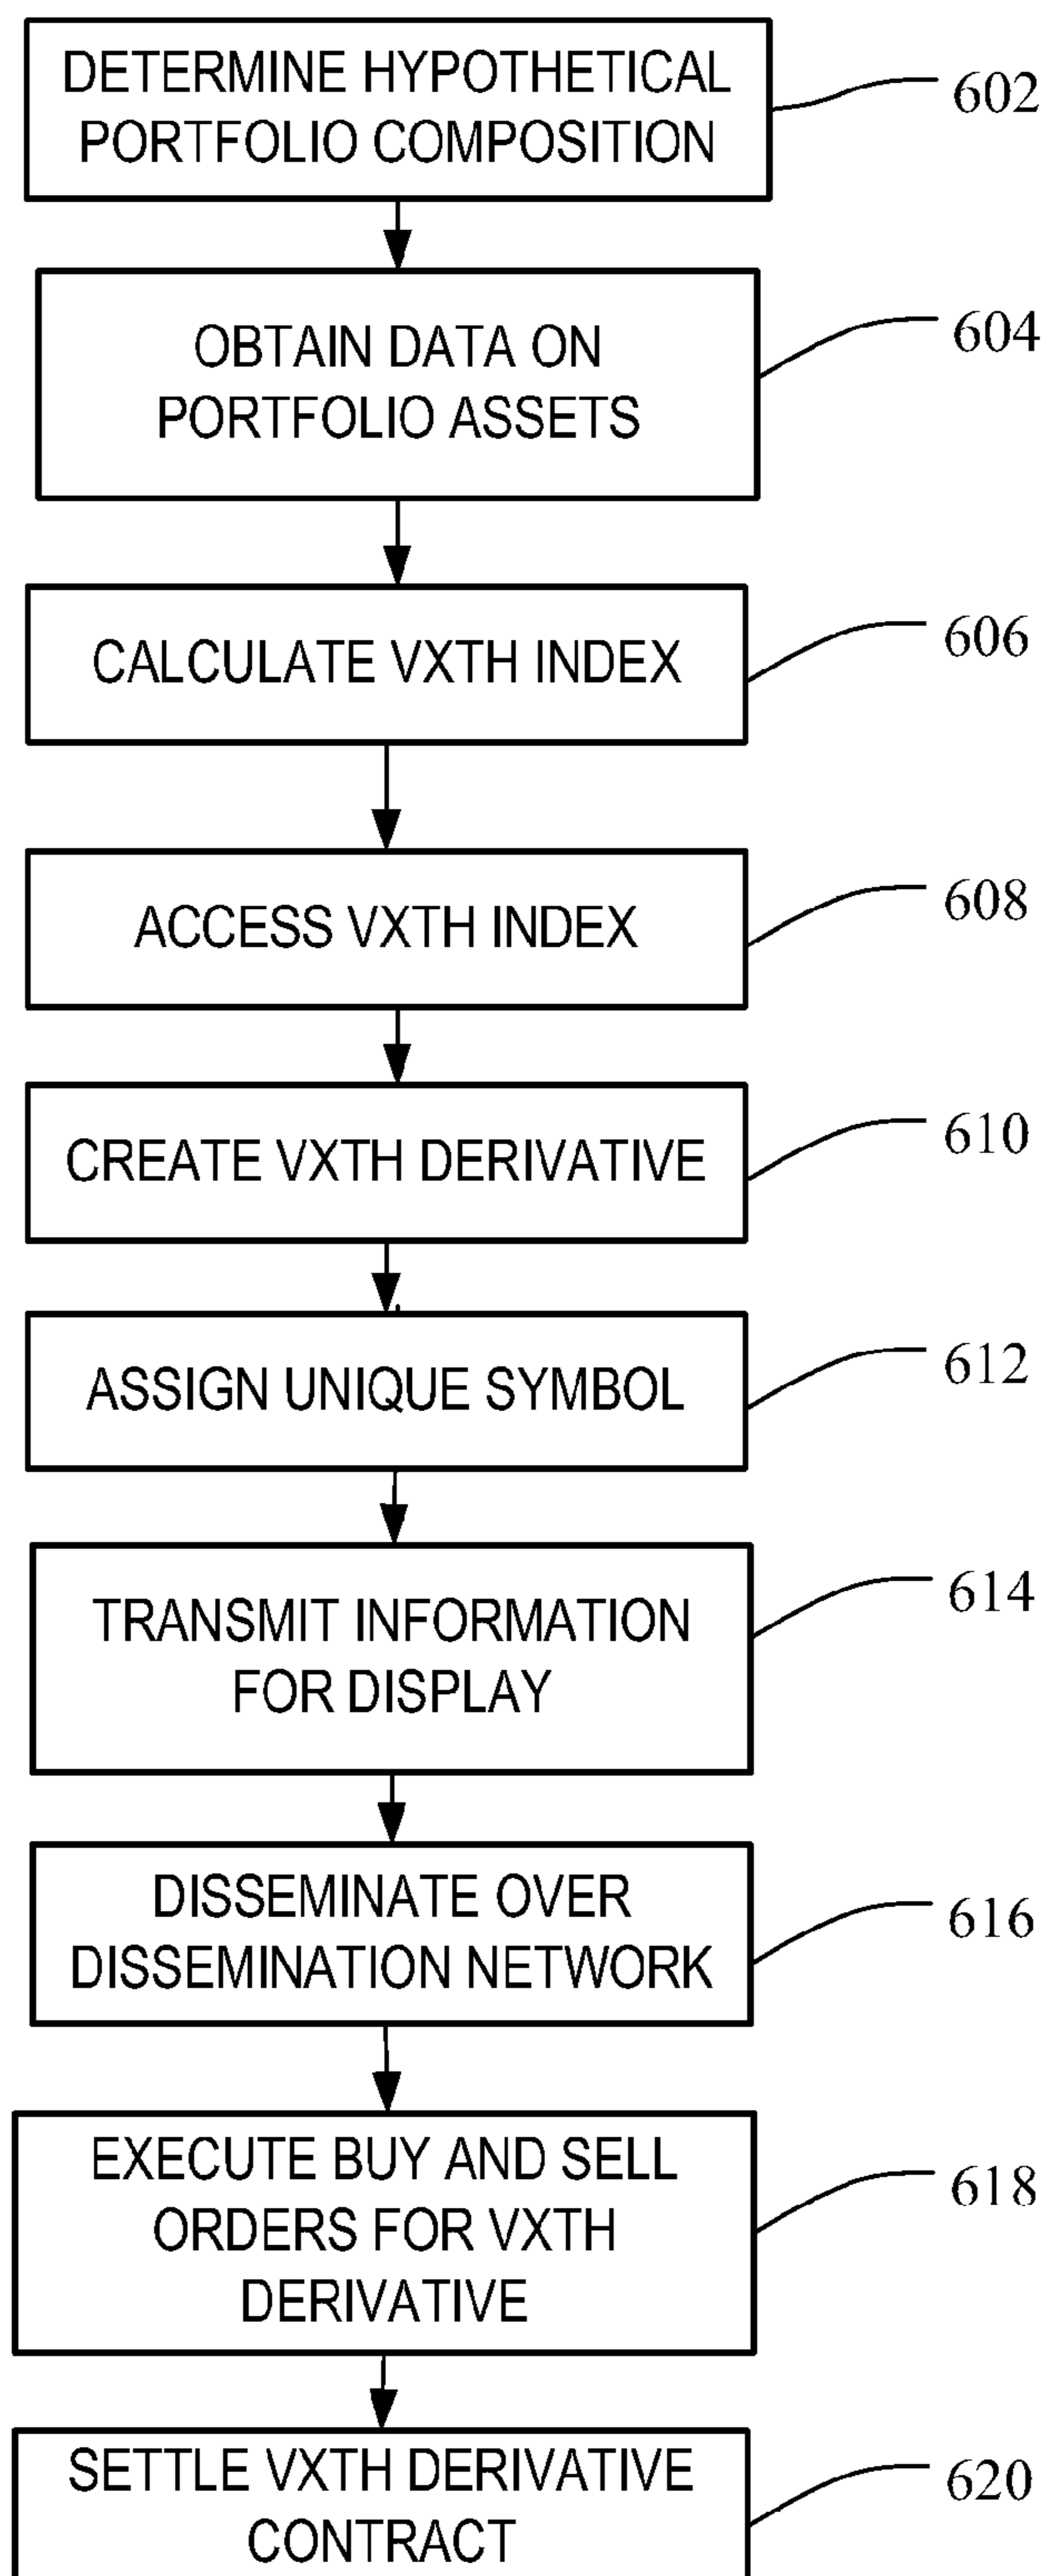 DETERMINE HYPOTHETICAL
PORTFOLIO COMPOSITION
602
OBTAIN DATA ON
PORTFOLIO ASSETS
604
CALCULATE VXTH INDEX
606
ACCESS VXTH INDEX
608
CREATE VXTH DERIVATIVE
610
ASSIGN UNIQUE SYMBOL
612
TRANSMIT INFORMATION
FOR DISPLAY
614
DISSEMINATE OVER
DISSEMINATION NETWORK
616
EXECUTE BUY AND SELL
ORDERS FOR VXTH
DERIVATIVE
618
SETTLE VXTH DERIVATIVE
CONTRACT
620